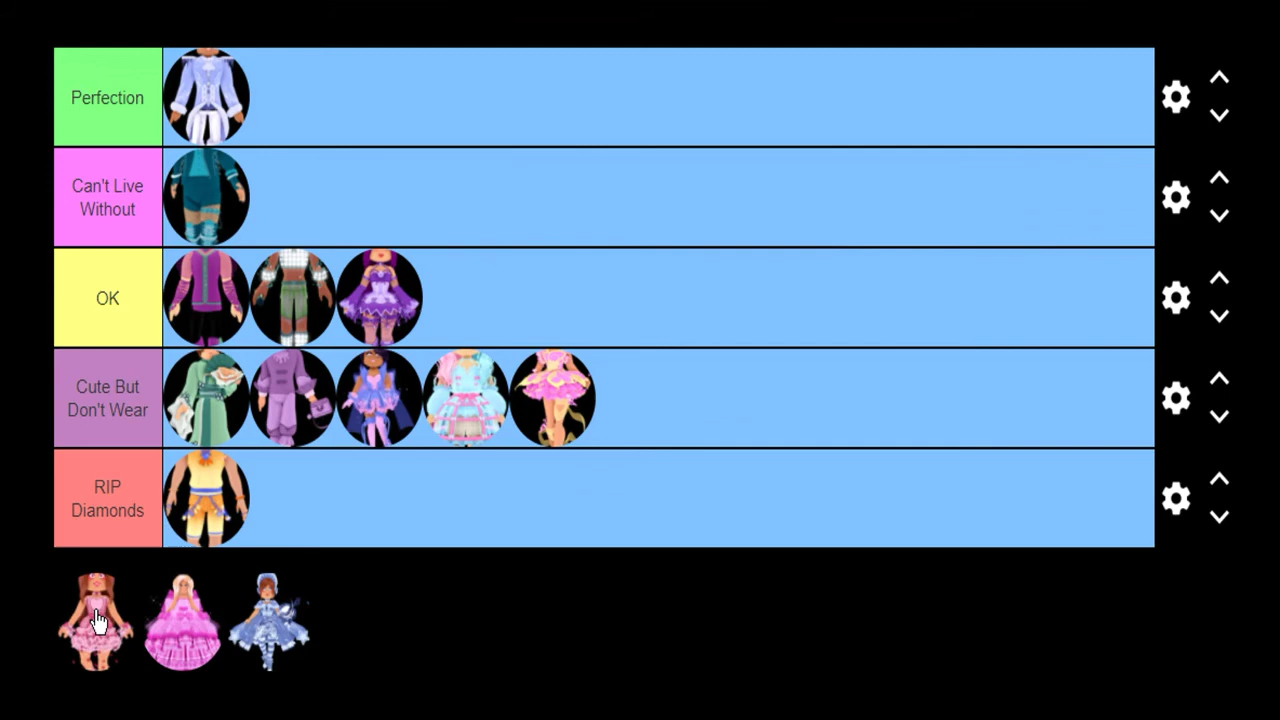 Perfection
Can't Live
Without
OK
Cute But
Don't Wear
RIP
Diamonds